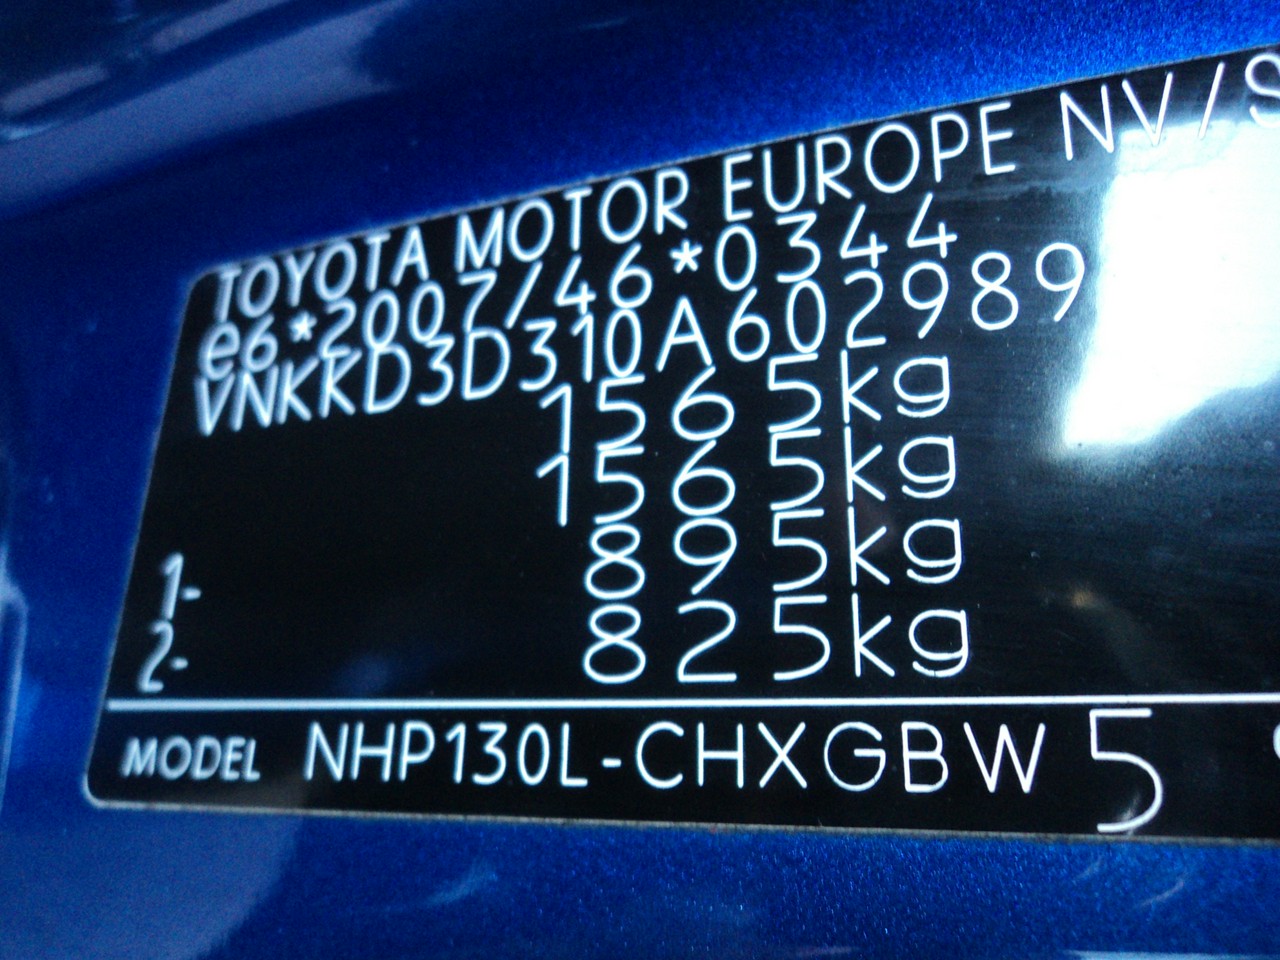 TOYOTA MOTOR EUROPE NV/S
e6*2007/46*0344
VNKKD3D310A602989
1565kg
1565kg
1- 895kg
2- 825kg
MODEL NHP130L-CHXGBW 5